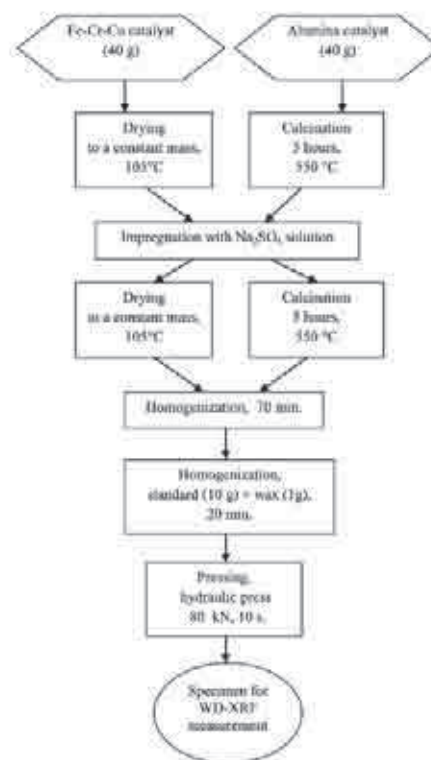 Fe-Cr-Cu catalyst
(40 g)
Alumina catalyst
(40 g)
Drying
to a constant mass,
105°C
Calcination
hours,
550 °C
Impregnation with Na₂SO₄ solution
Drying
to a constant mass,
105°C
Calcination
hours,
550 °C
Homogenization, 70 min.
Homogenization,
standard (10 g) + wax (1g),
20 min.
Pressing,
hydraulic press
80 kN, 10 s.
Specimen for
WD-XRF
measurement